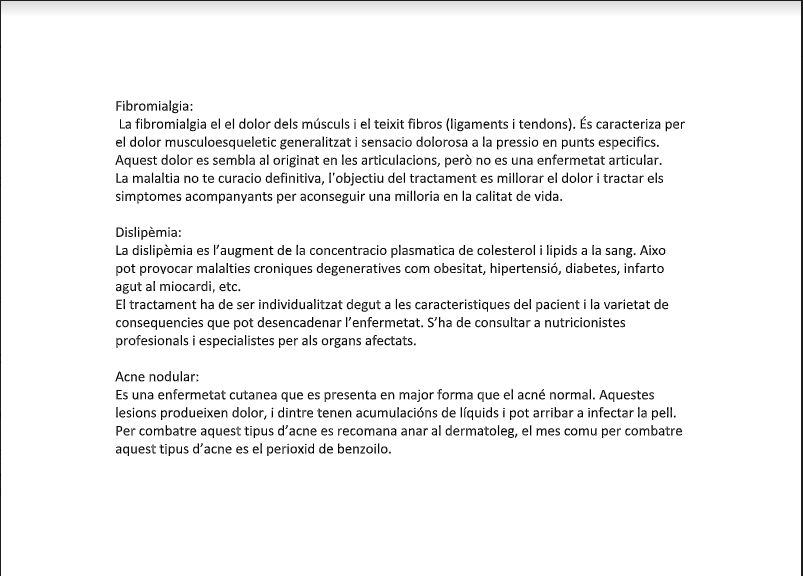 Fibromialgia:
La fibromialgia el el dolor dels músculs i el teixit fibros (ligaments i tendons). És caracteriza per
el dolor musculoesqueletic generalitzat i sensacio dolorosa a la pressio en punts especifics.
Aquest dolor es sembla al originat en les articulacions, però no es una enfermetat articular.
La malaltia no te curacio definitiva, l'objectiu del tractament es millorar el dolor i tractar els
simptomes acompanyants per aconseguir una milloria en la calitat de vida.
Dislipèmia:
La dislipèmia es l'augment de la concentracio plasmatica de colesterol i lipids a la sang. Aixo
pot provocar malalties croniques degeneratives com obesitat, hipertensió, diabetes, infarto
agut al miocardi, etc.
El tractament ha de ser individualitzat degut a les caracteristiques del pacient i la varietat de
consequencies que pot desencadenar l'enfermetat. S'ha de consultar a nutricionistes
profesionals i especialistes per als organs afectats.
Acne nodular:
Es una enfermetat cutanea que es presenta en major forma que el acné normal. Aquestes
lesions produeixen dolor, i dintre tenen acumulacións de líquids i pot arribar a infectar la pell.
Per combatre aquest tipus d'acne es recomana anar al dermatoleg, el mes comu per combatre
aquest tipus d'acne es el perioxid de benzoilo.